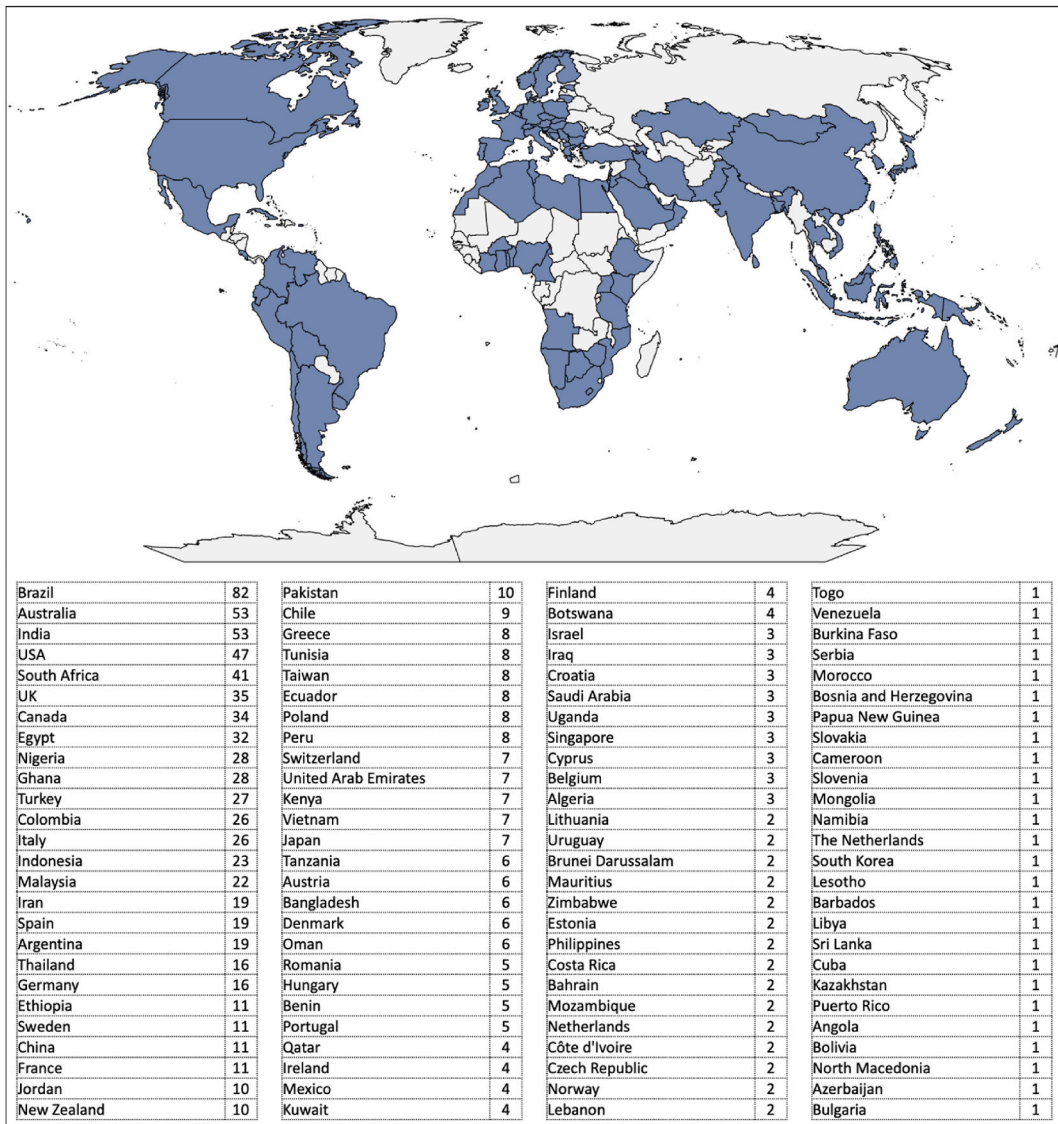 Brazil 82
Australia 53
India 53
USA 47
South Africa 41
UK 35
Canada 34
Egypt 32
Nigeria 28
Ghana 28
Turkey 27
Colombia 26
Italy 26
Indonesia 23
Malaysia 22
Iran 19
Spain 19
Argentina 19
Thailand 16
Germany 16
Ethiopia 11
Sweden 11
China 11
France 11
Jordan 10
New Zealand 10
Pakistan 10
Chile 9
Greece 8
Tunisia 8
Taiwan 8
Ecuador 8
Poland 8
Peru 8
Switzerland 7
United Arab Emirates 7
Kenya 7
Vietnam 7
Japan 7
Tanzania 6
Austria 6
Bangladesh 6
Denmark 6
Oman 6
Romania 5
Hungary 5
Benin 5
Portugal 5
Qatar 4
Ireland 4
Mexico 4
Kuwait 4
Finland 4
Botswana 4
Israel 3
Iraq 3
Croatia 3
Saudi Arabia 3
Uganda 3
Singapore 3
Cyprus 3
Belgium 3
Algeria 3
Lithuania 2
Uruguay 2
Brunei Darussalam 2
Mauritius 2
Zimbabwe 2
Estonia 2
Philippines 2
Costa Rica 2
Bahrain 2
Mozambique 2
Netherlands 2
Côte d'Ivoire 2
Czech Republic 2
Norway 2
Lebanon 2
Togo 1
Venezuela 1
Burkina Faso 1
Serbia 1
Morocco 1
Bosnia and Herzegovina 1
Papua New Guinea 1
Slovakia 1
Cameroon 1
Slovenia 1
Mongolia 1
Namibia 1
The Netherlands 1
South Korea 1
Lesotho 1
Barbados 1
Libya 1
Sri Lanka 1
Cuba 1
Kazakhstan 1
Puerto Rico 1
Angola 1
Bolivia 1
North Macedonia 1
Azerbaijan 1
Bulgaria 1